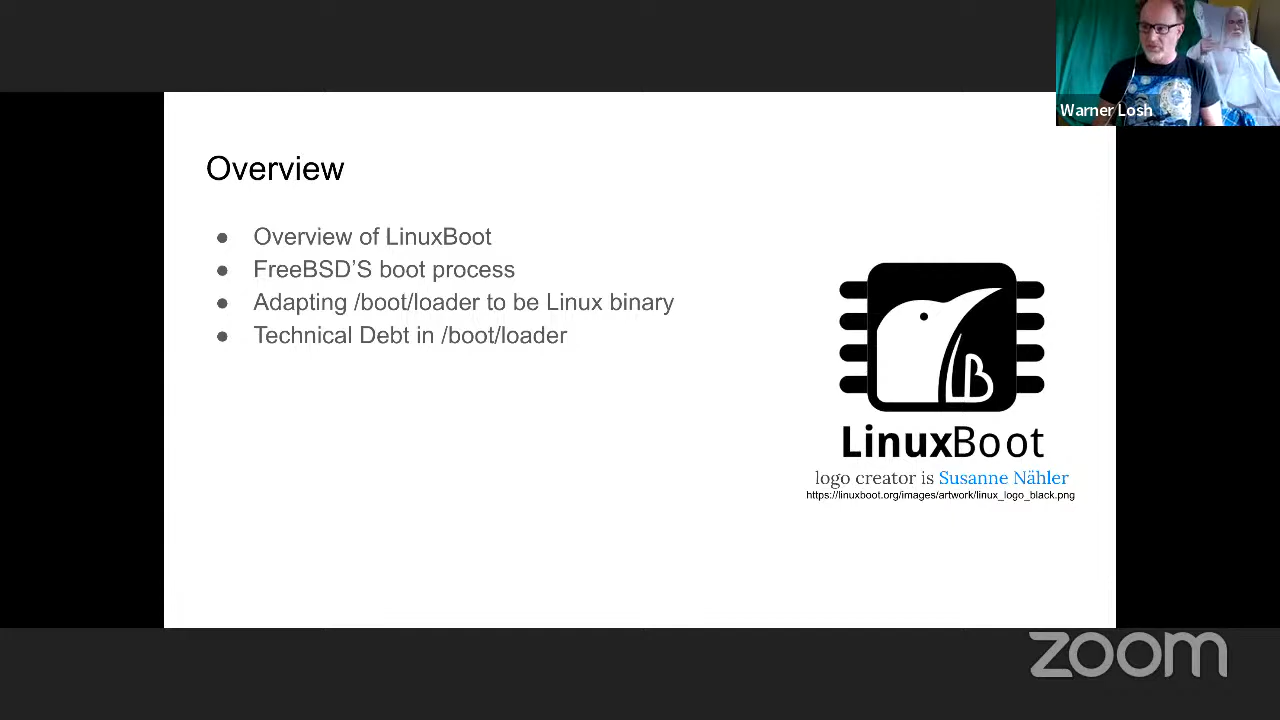 Warner Losh
Overview
● Overview of LinuxBoot
● FreeBSD’S boot process
● Adapting /boot/loader to be Linux binary
● Technical Debt in /boot/loader
LB
LinuxBoot
logo creator is Susanne Nähler
https://linuxboot.org/images/artwork/linux_logo_black.png
zoom